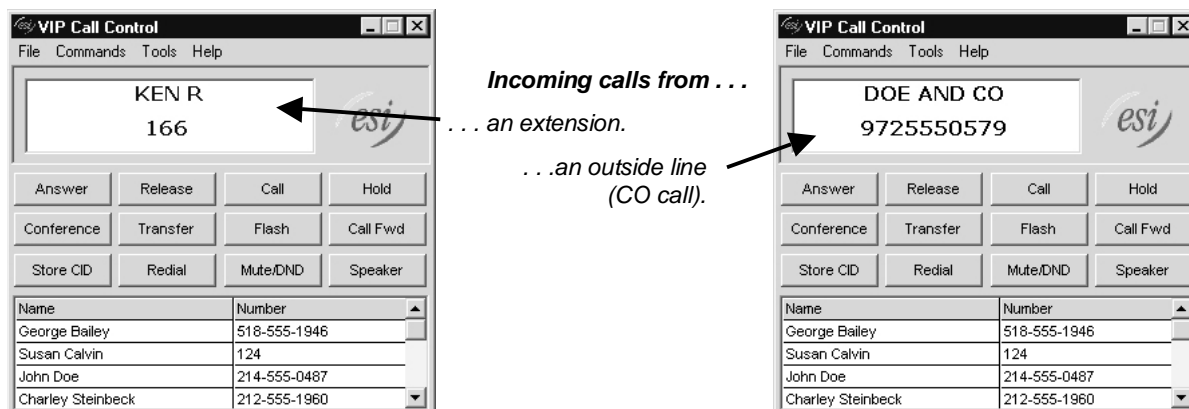 VIP Call Control
File Commands Tools Help
KEN R
166
esi
Answer Release Call Hold
Conference Transfer Flash Call Fwd
Store CID Redial Mute/DND Speaker
Name Number
George Bailey 518-555-1946
Susan Calvin 124
John Doe 214-555-0487
Charley Steinbeck 212-555-1960
Incoming calls from . . .
. . . an extension.
. . .an outside line
(CO call).
VIP Call Control
File Commands Tools Help
DOE AND CO
9725550579
esi
Answer Release Call Hold
Conference Transfer Flash Call Fwd
Store CID Redial Mute/DND Speaker
Name Number
George Bailey 518-555-1946
Susan Calvin 124
John Doe 214-555-0487
Charley Steinbeck 212-555-1960